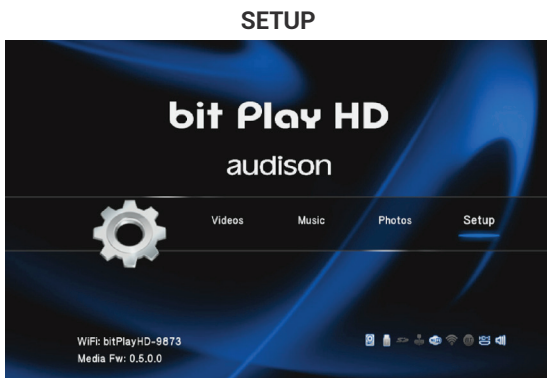 SETUP
bit Play HD
audison
Videos Music Photos Setup
WiFi: bitPlayHD-9873
Media Fw: 0.5.0.0